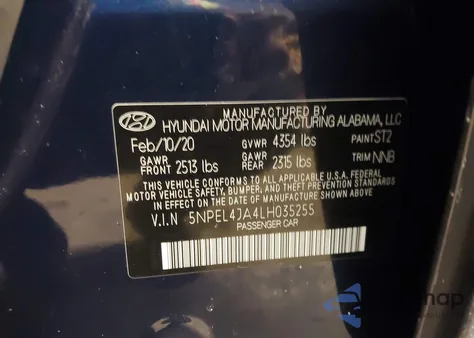 MANUFACTURED BY
HYUNDAI MOTOR MANUFACTURING ALABAMA, LLC
Feb/10/20 GVWR 4354 lbs PAINT ST2
GAWR FRONT 2513 lbs GAWR REAR 2315 lbs TRIM NNB
THIS VEHICLE CONFORMS TO ALL APPLICABLE U.S.A. FEDERAL
MOTOR VEHICLE SAFETY, BUMPER, AND THEFT PREVENTION STANDARDS
IN EFFECT ON THE DATE OF MANUFACTURE SHOWN ABOVE.
V.I.N 5NPEL4JA4LH035255
PASSENGER CAR